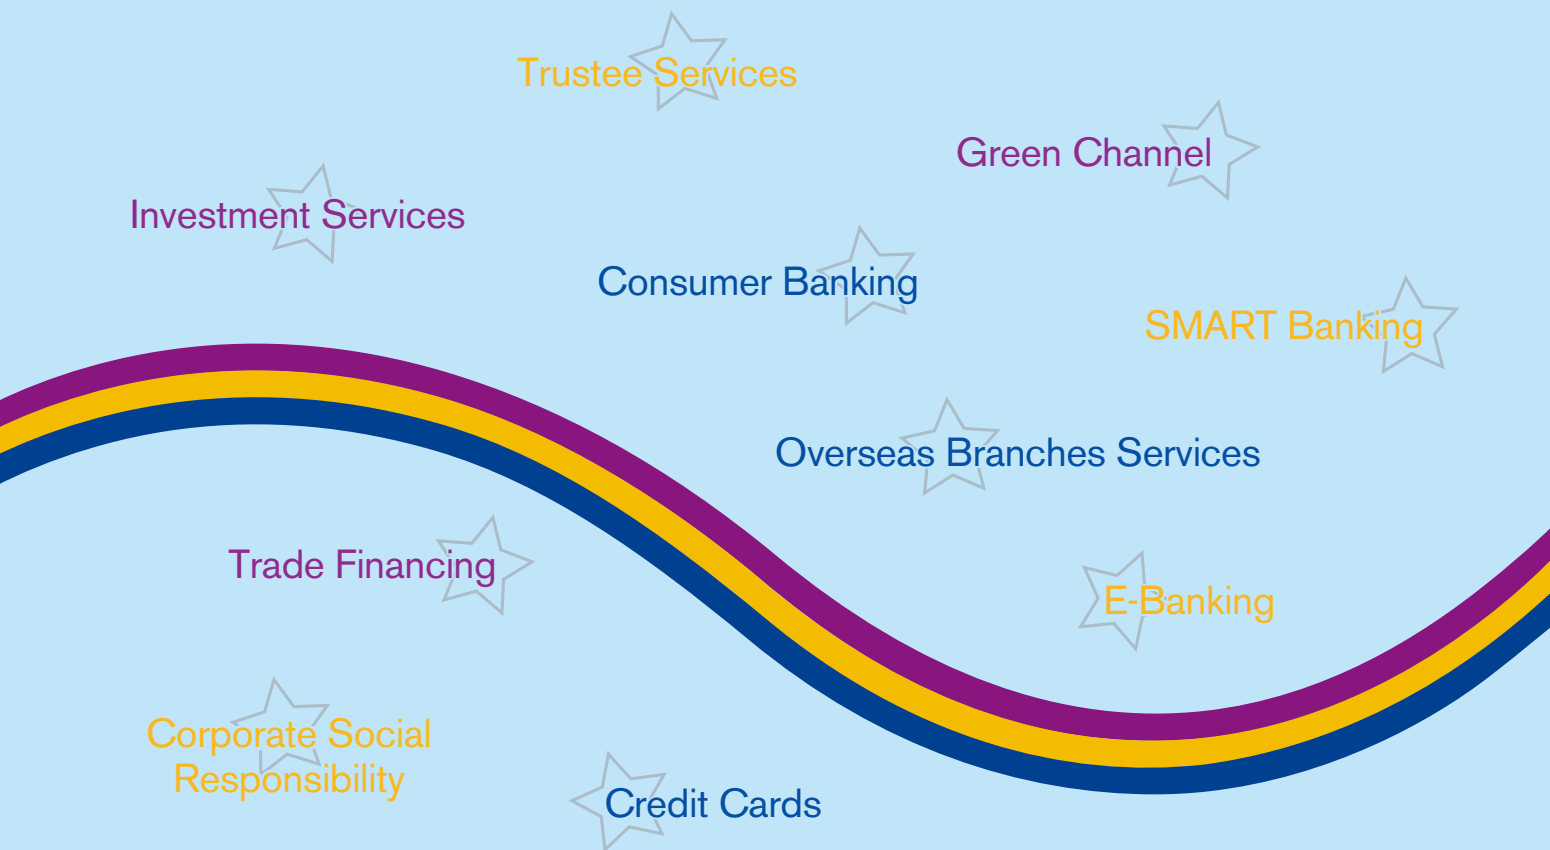 Trustee Services
Green Channel
Investment Services
Consumer Banking
SMART Banking
Overseas Branches Services
Trade Financing
E-Banking
Corporate Social
Responsibility
Credit Cards